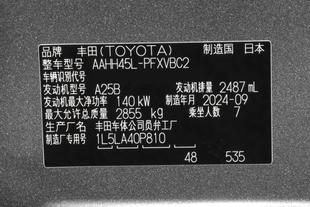 品牌 丰田(TOYOTA) 制造国 日本
整车型号 AAHH45L-PFXVBC2
车辆识别代号
发动机型号 A25B 发动机排量 2487 mL
发动机最大净功率 140 kW 制造年月 2024-09
最大允许总质量 2855 kg 乘坐人数 7
生产厂名 丰田车体公司员弁工厂
制造厂专用号 1L5LA40P810
48 535